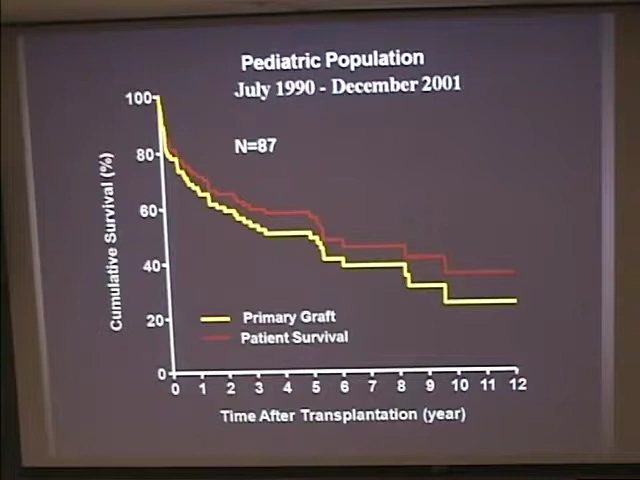 Pediatric Population
July 1990 - December 2001
N=87
Cumulative Survival (%)
100
80
60
40
20
0
Primary Graft
Patient Survival
0 1 2 3 4 5 6 7 8 9 10 11 12
Time After Transplantation (year)